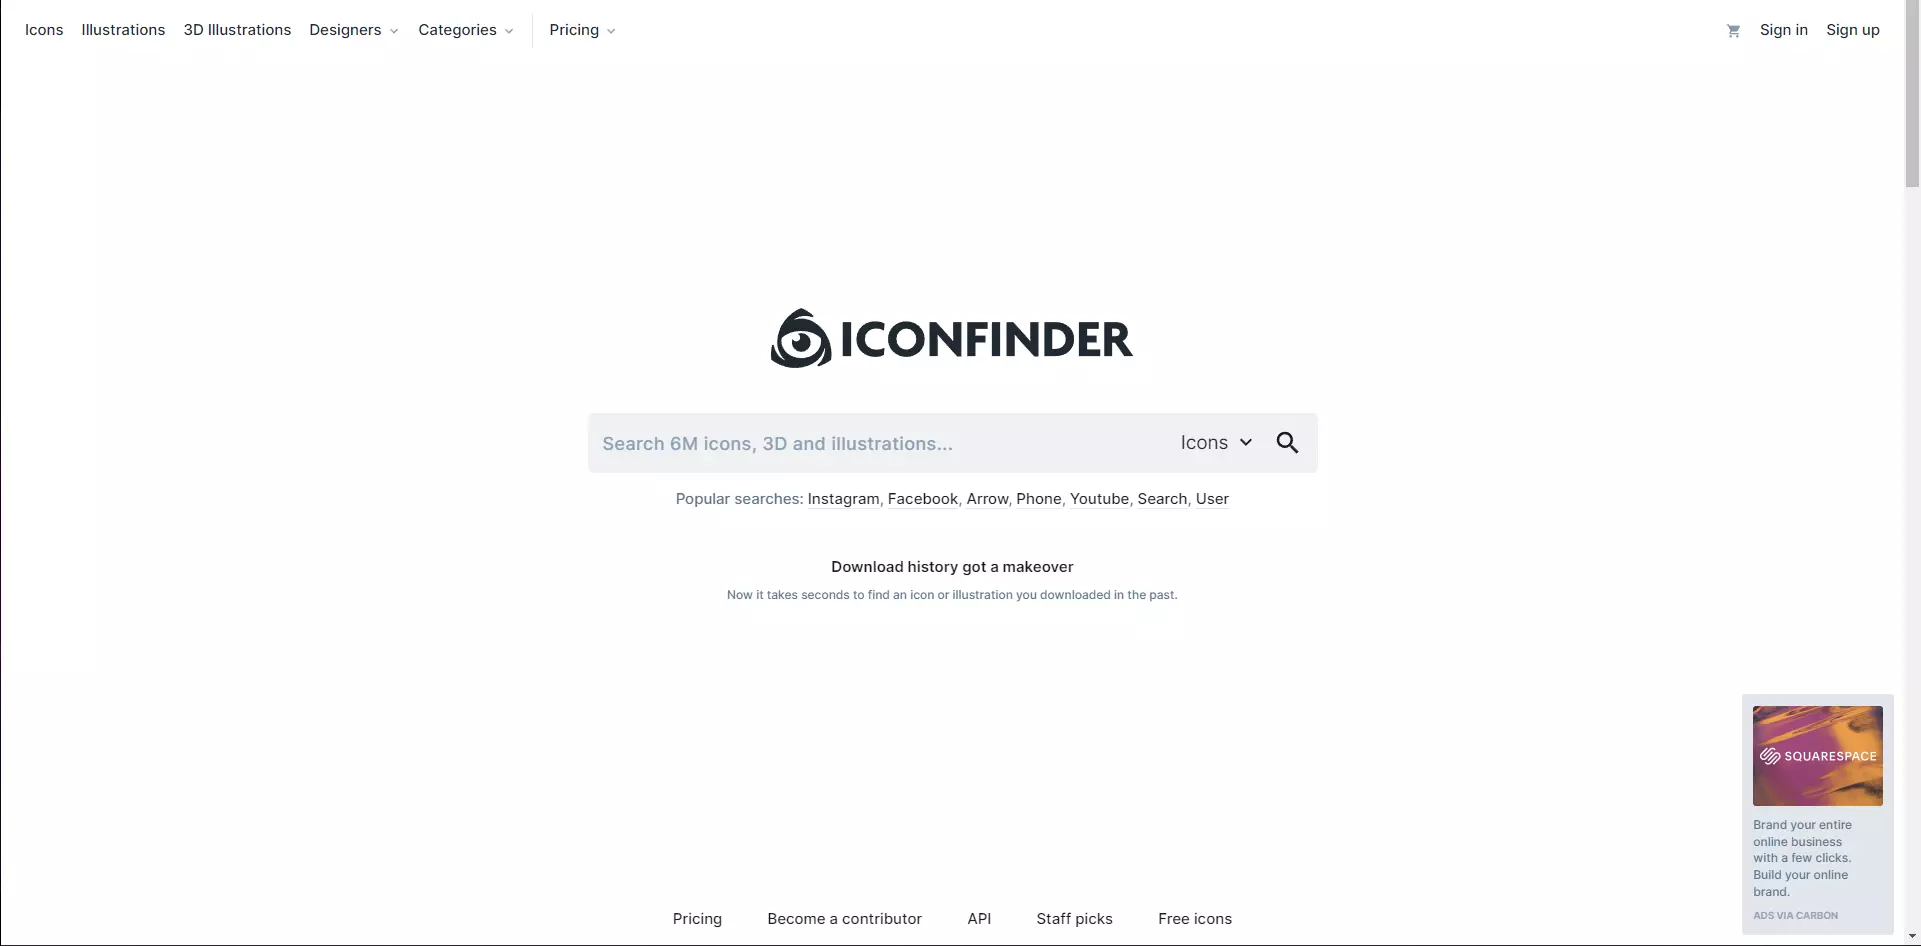 Icons Illustrations 3D Illustrations Designers Categories Pricing Sign in Sign up
ICONFINDER
Search 6M icons, 3D and illustrations... Icons
Popular searches: Instagram, Facebook, Arrow, Phone, Youtube, Search, User
Download history got a makeover
Now it takes seconds to find an icon or illustration you downloaded in the past.
SQUARESPACE
Brand your entire
online business
with a few clicks.
Build your online
brand.
ADS VIA CARBON
Pricing Become a contributor API Staff picks Free icons